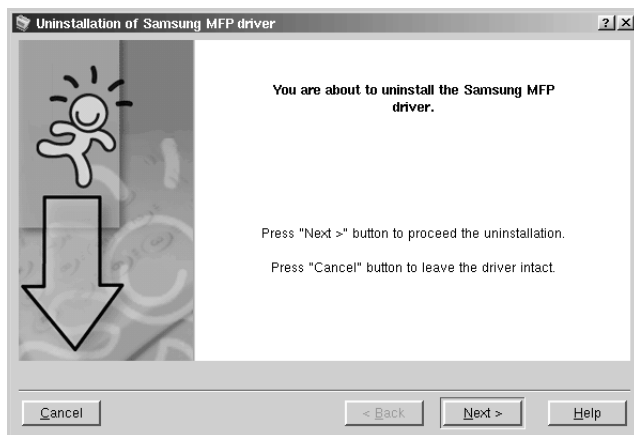 Uninstallation of Samsung MFP driver
You are about to uninstall the Samsung MFP
driver.
Press "Next >" button to proceed the uninstallation.
Press "Cancel" button to leave the driver intact.
Cancel
< Back
Next >
Help